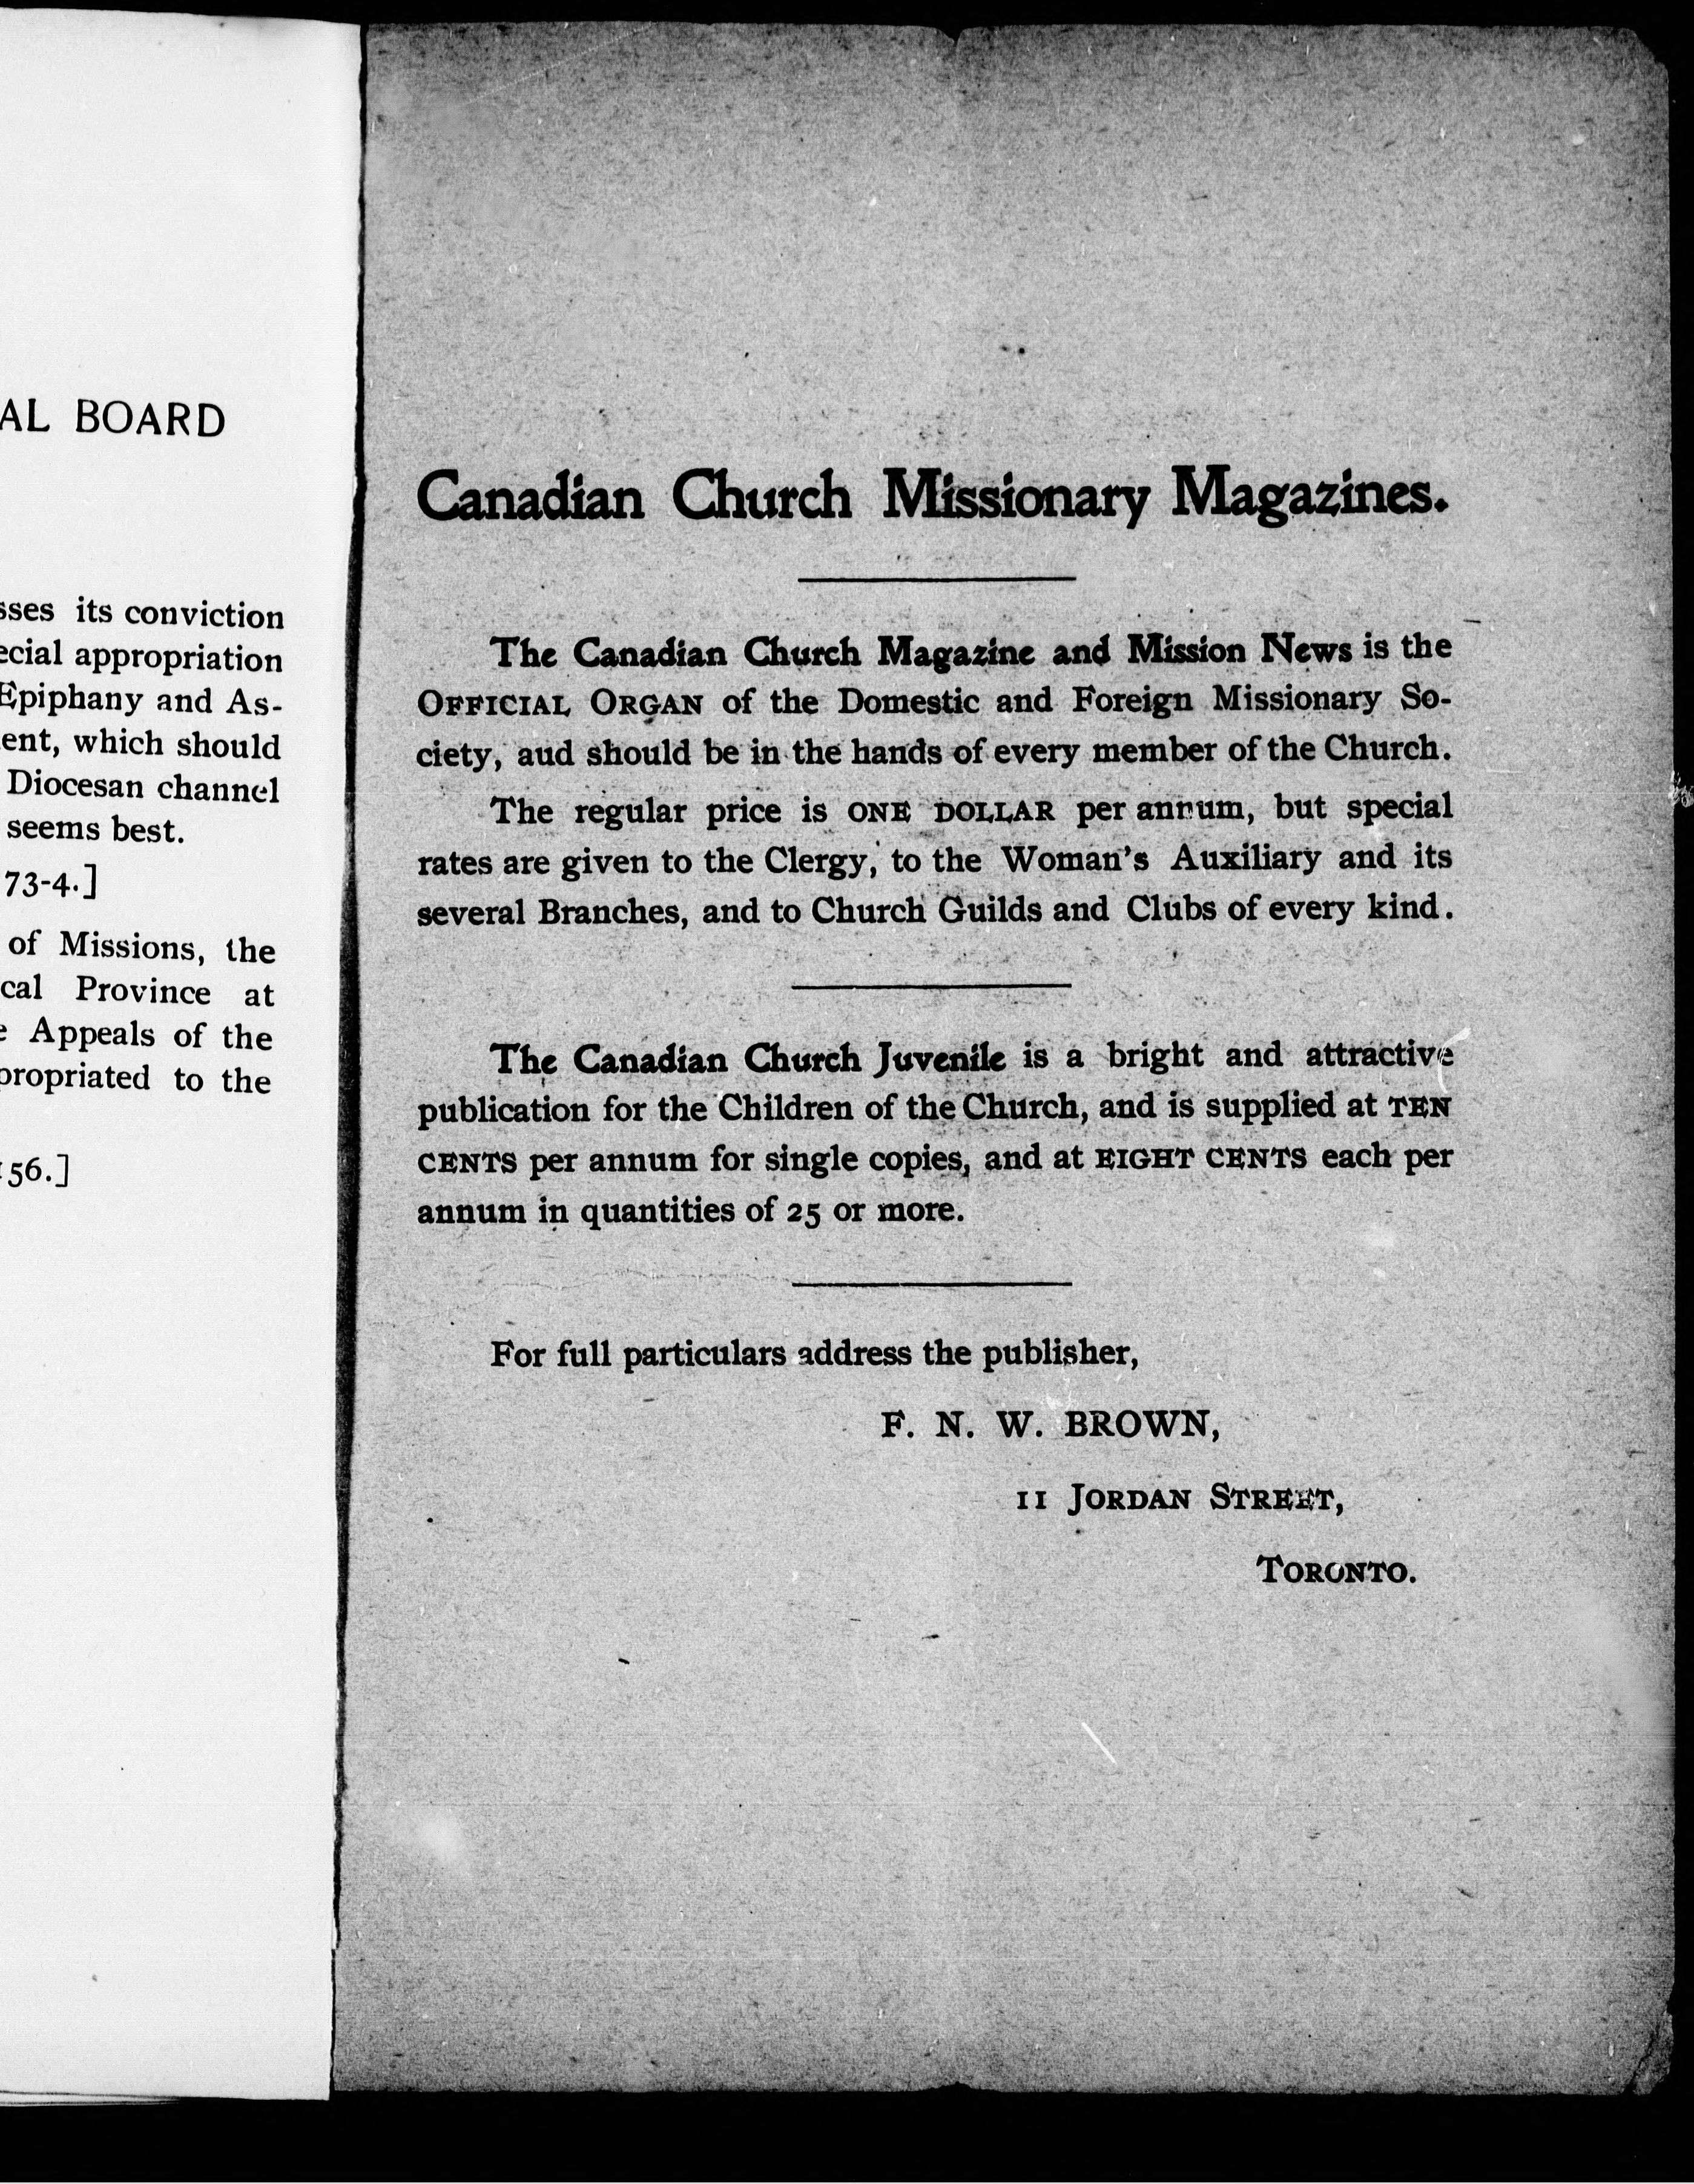 AL BOARD
its conviction
appropriation
Epiphany and As-
which should
Diocesan channel
seems best.
73-4.]
of Missions, the
Province at
Appeals of the
to the
56.]
Canadian Church Missionary Magazines.
The Canadian Church Magazine and Mission News is the
OFFICIAL ORGAN of the Domestic and Foreign Missionary So-
ciety, aud should be in the hands of every member of the Church.
The regular price is ONE DOLLAR per annum, but special
rates are given to the Clergy, to the Woman's Auxiliary and its
several Branches, and to Church Guilds and Clubs of every kind.
The Canadian Church Juvenile is a bright and attractive
publication for the Children of the Church, and is supplied at TEN
CENTS per annum for single copies, and at EIGHT CENTS each per
annum in quantities of 25 or more.
For full particulars address the publisher,
F. N. W. BROWN,
11 JORDAN STREET,
TORONTO.